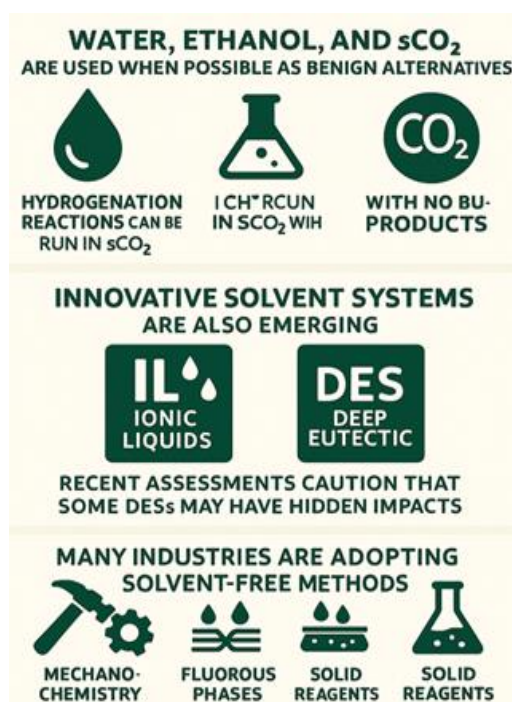 WATER, ETHANOL, AND sCO₂
ARE USED WHEN POSSIBLE AS BENIGN ALTERNATIVES
CO₂
HYDROGENATION
REACTIONS CAN BE
RUN IN sCO₂
I CH"RCUN
IN SCO₂ WIH
WITH NO BU-
PRODUCTS
INNOVATIVE SOLVENT SYSTEMS
ARE ALSO EMERGING
IL
IONIC
LIQUIDS
DES
DEEP
EUTECTIC
RECENT ASSESSMENTS CAUTION THAT
SOME DESs MAY HAVE HIDDEN IMPACTS
MANY INDUSTRIES ARE ADOPTING
SOLVENT-FREE METHODS
MECHANO-
CHEMISTRY
FLUOROUS
PHASES
SOLID
REAGENTS
SOLID
REAGENTS